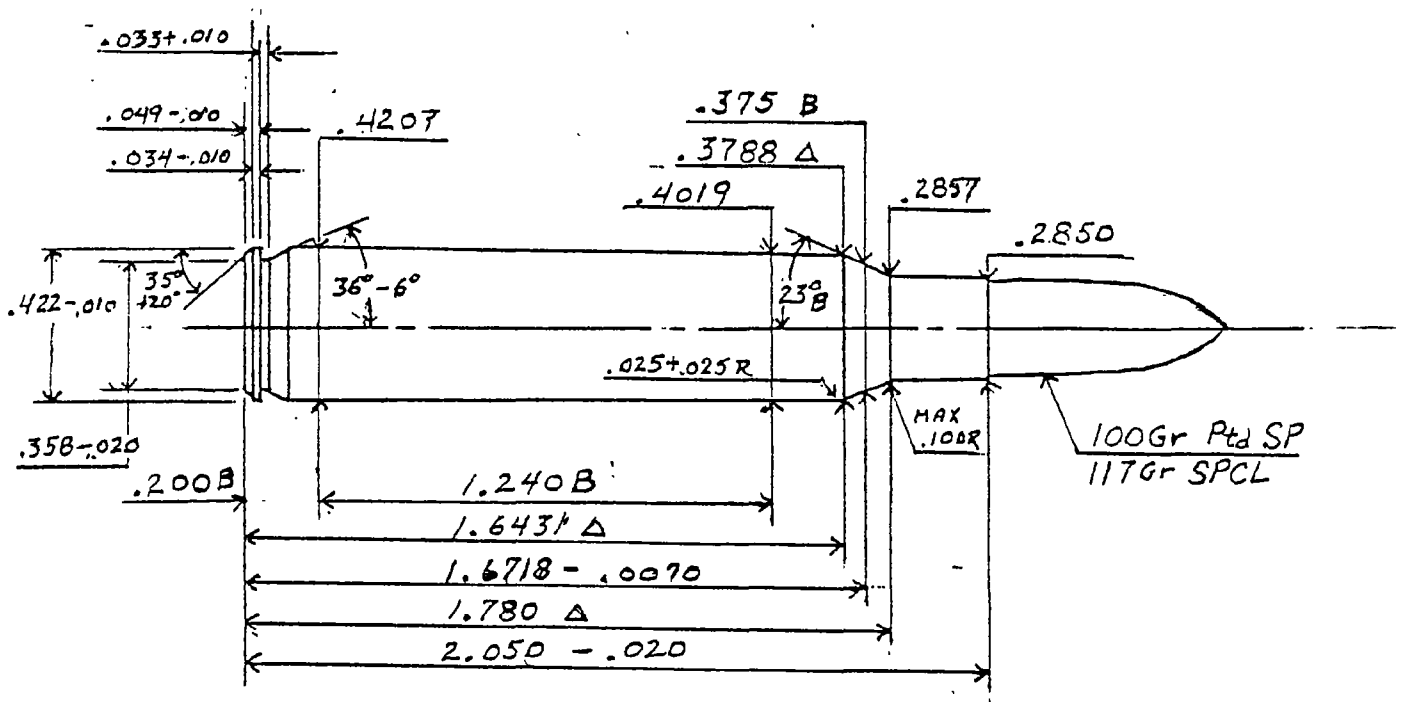 .033+.010
.049-.010
.034-.010
.4207
.375 B
.3788 Δ
.4019
.2857
.2850
35°
+20°
36°-6°
23°
B
.422-.010
.025+.025R
MAX
.100R
.358-.020
100Gr Ptd SP
117Gr SPCL
.200B
1.240B
1.6431 Δ
1.6718 - .0070
1.780 Δ
2.050 - .020